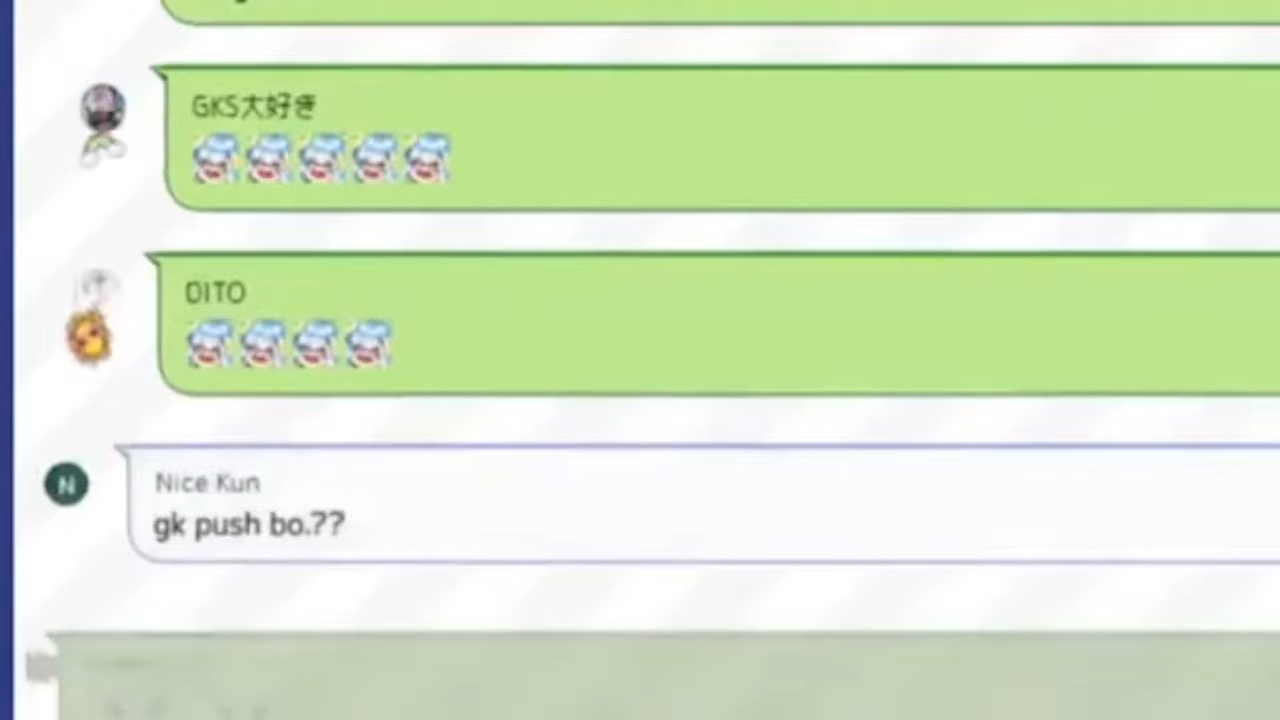 GKS大好き
DITO
N
Nice Kun
gk push bo.??